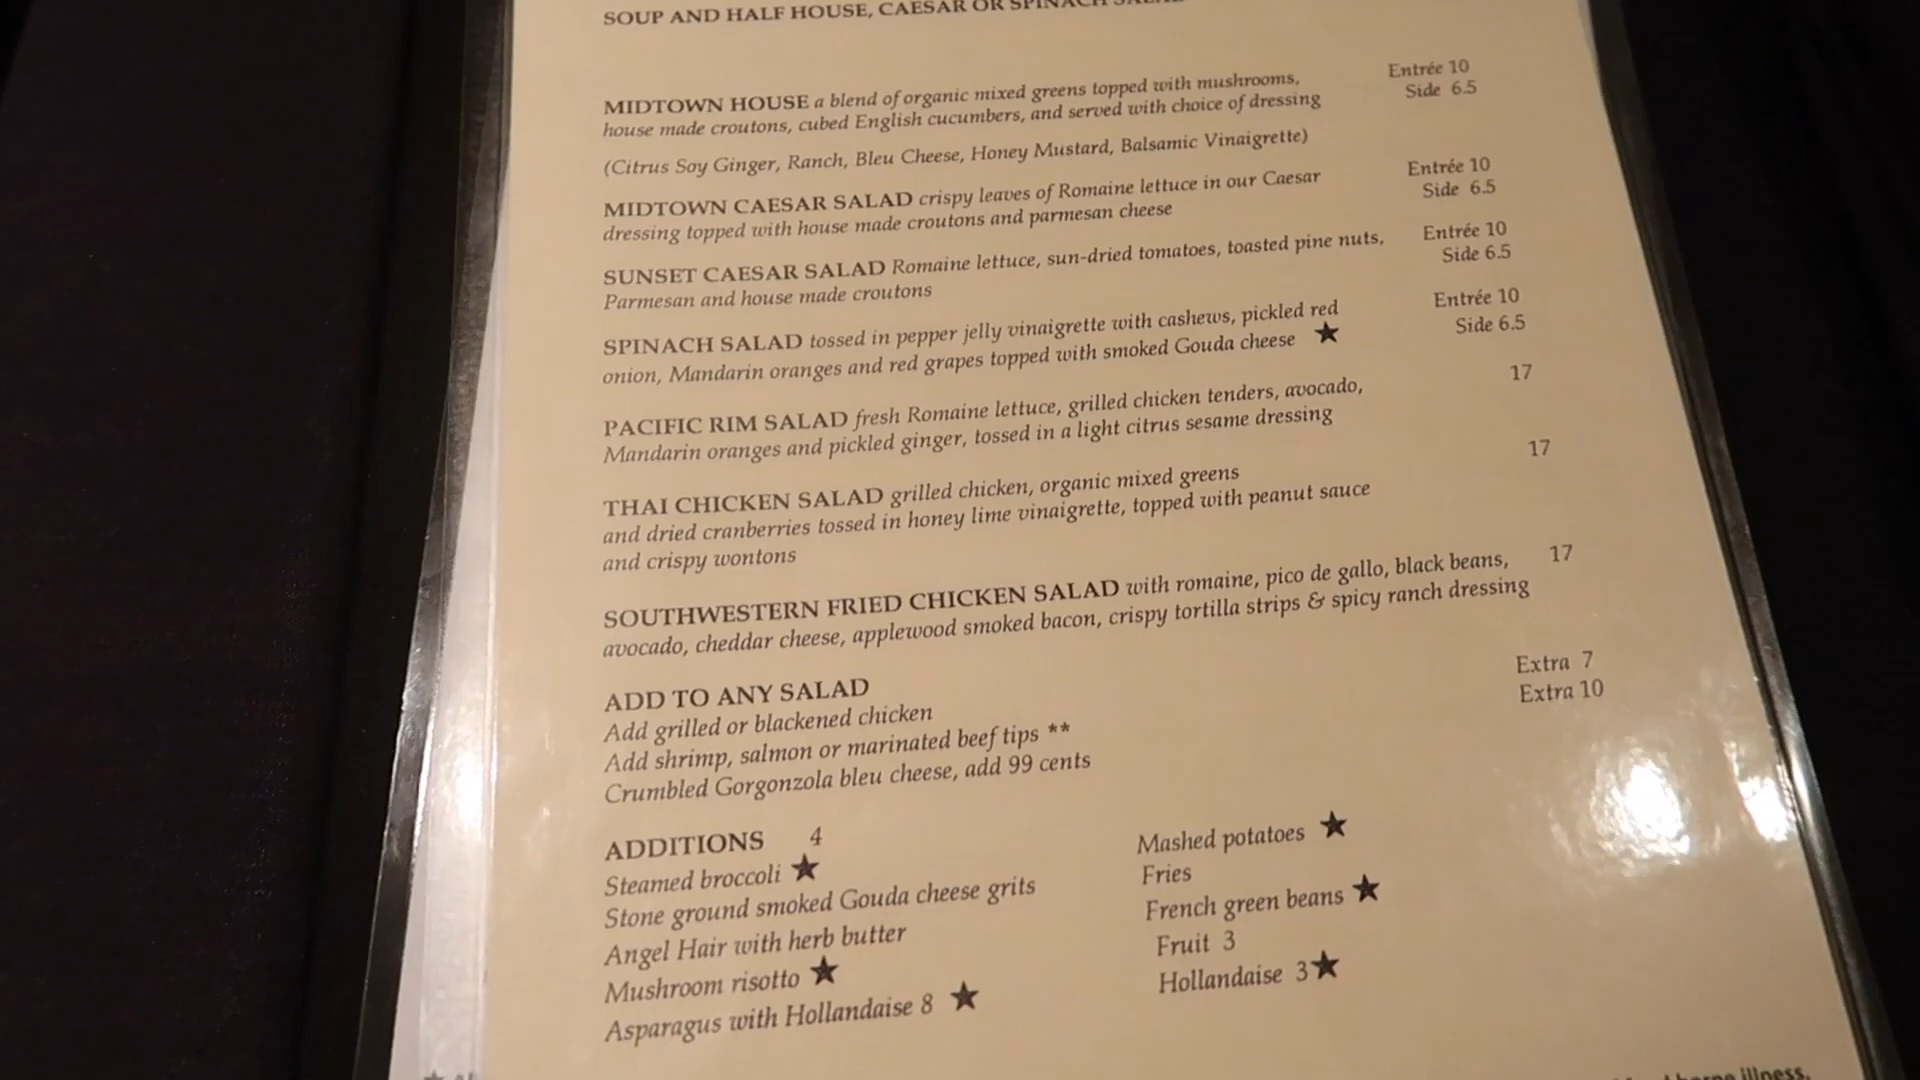 SOUP AND HALF HOUSE, CAESAR OR SPINACH SALAD
MIDTOWN HOUSE a blend of organic mixed greens topped with mushrooms, Entrée 10
house made croutons, cubed English cucumbers, and served with choice of dressing Side 6.5
(Citrus Soy Ginger, Ranch, Bleu Cheese, Honey Mustard, Balsamic Vinaigrette)
MIDTOWN CAESAR SALAD crispy leaves of Romaine lettuce in our Caesar Entrée 10
dressing topped with house made croutons and parmesan cheese Side 6.5
SUNSET CAESAR SALAD Romaine lettuce, sun-dried tomatoes, toasted pine nuts, Entrée 10
Parmesan and house made croutons Side 6.5
SPINACH SALAD tossed in pepper jelly vinaigrette with cashews, pickled red Entrée 10
onion, Mandarin oranges and red grapes topped with smoked Gouda cheese ★ Side 6.5
PACIFIC RIM SALAD fresh Romaine lettuce, grilled chicken tenders, avocado, 17
Mandarin oranges and pickled ginger, tossed in a light citrus sesame dressing
THAI CHICKEN SALAD grilled chicken, organic mixed greens 17
and dried cranberries tossed in honey lime vinaigrette, topped with peanut sauce
and crispy wontons
SOUTHWESTERN FRIED CHICKEN SALAD with romaine, pico de gallo, black beans, 17
avocado, cheddar cheese, applewood smoked bacon, crispy tortilla strips & spicy ranch dressing
ADD TO ANY SALAD
Add grilled or blackened chicken Extra 7
Add shrimp, salmon or marinated beef tips ** Extra 10
Crumbled Gorgonzola bleu cheese, add 99 cents
ADDITIONS 4
Steamed broccoli ★
Stone ground smoked Gouda cheese grits
Angel Hair with herb butter
Mushroom risotto ★
Asparagus with Hollandaise 8 ★
Mashed potatoes ★
Fries
French green beans ★
Fruit 3
Hollandaise 3 ★
illness.